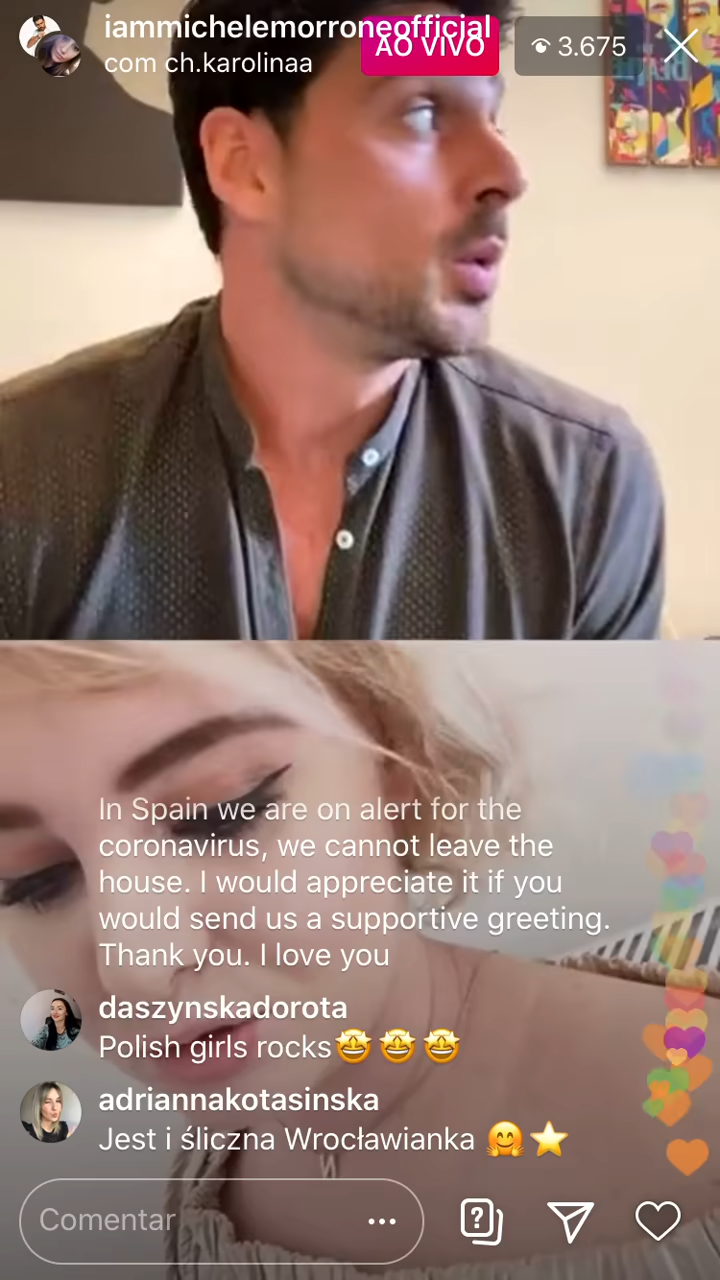 iammichelemorroneofficial
com ch.karolinaa
AO VIVO
3.675
In Spain we are on alert for the
coronavirus, we cannot leave the
house. I would appreciate it if you
would send us a supportive greeting.
Thank you. I love you
daszynskadorota
Polish girls rocks🤩🤩🤩
adriannakotasinska
Jest i śliczna Wrocławianka 🤗⭐
Comentar